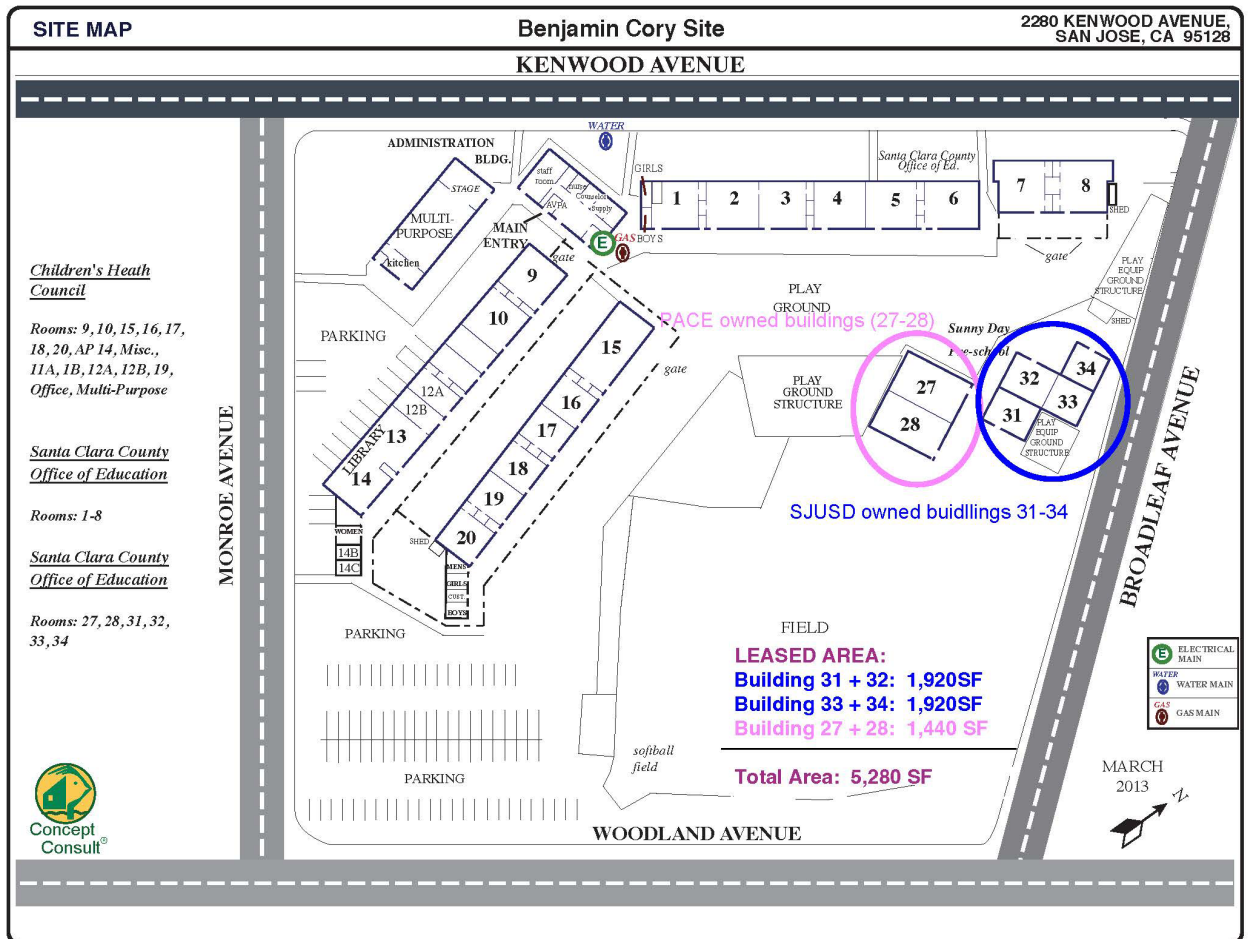 SITE MAP
Benjamin Cory Site
2280 KENWOOD AVENUE,
SAN JOSE, CA  95128
KENWOOD AVENUE
MONROE AVENUE
BROADLEAF AVENUE
WOODLAND AVENUE
Children's Heath
Council
Rooms: 9, 10, 15, 16, 17,
18, 20, AP 14, Misc.,
11A, 1B, 12A, 12B, 19,
Office, Multi-Purpose
Santa Clara County
Office of Education
Rooms: 1-8
Santa Clara County
Office of Education
Rooms: 27, 28, 31, 32,
33, 34
ADMINISTRATION
BLDG.
STAGE
MULTI-
PURPOSE
kitchen
staff
room
nurse
Counselor
Supply
AVPA
MAIN
ENTRY
WATER
E
GAS
GIRLS
BOYS
gate
1
2
3
4
5
6
Santa Clara County
Office of Ed.
7
8
SHED
gate
PLAY
EQUIP
GROUND
STRUCTURE
SHED
PLAY
GROUND
PACE owned buildings (27-28)
Sunny Day
Pre-school
PLAY
GROUND
STRUCTURE
27
28
32
34
31
33
PLAY EQUIP
GROUND
STRUCTURE
SJUSD owned buidllings 31-34
9
10
12A
12B
13
LIBRARY
14
WOMEN
14B
14C
PARKING
15
16
17
18
19
20
gate
SHED
MENS
GIRLS
CUST.
BOYS
PARKING
PARKING
FIELD
LEASED AREA:
Building 31 + 32:  1,920SF
Building 33 + 34:  1,920SF
Building 27 + 28:  1,440 SF
Total Area:  5,280 SF
softball
field
E ELECTRICAL
MAIN
WATER
WATER MAIN
GAS
GAS MAIN
MARCH
2013
N
Concept
Consult®